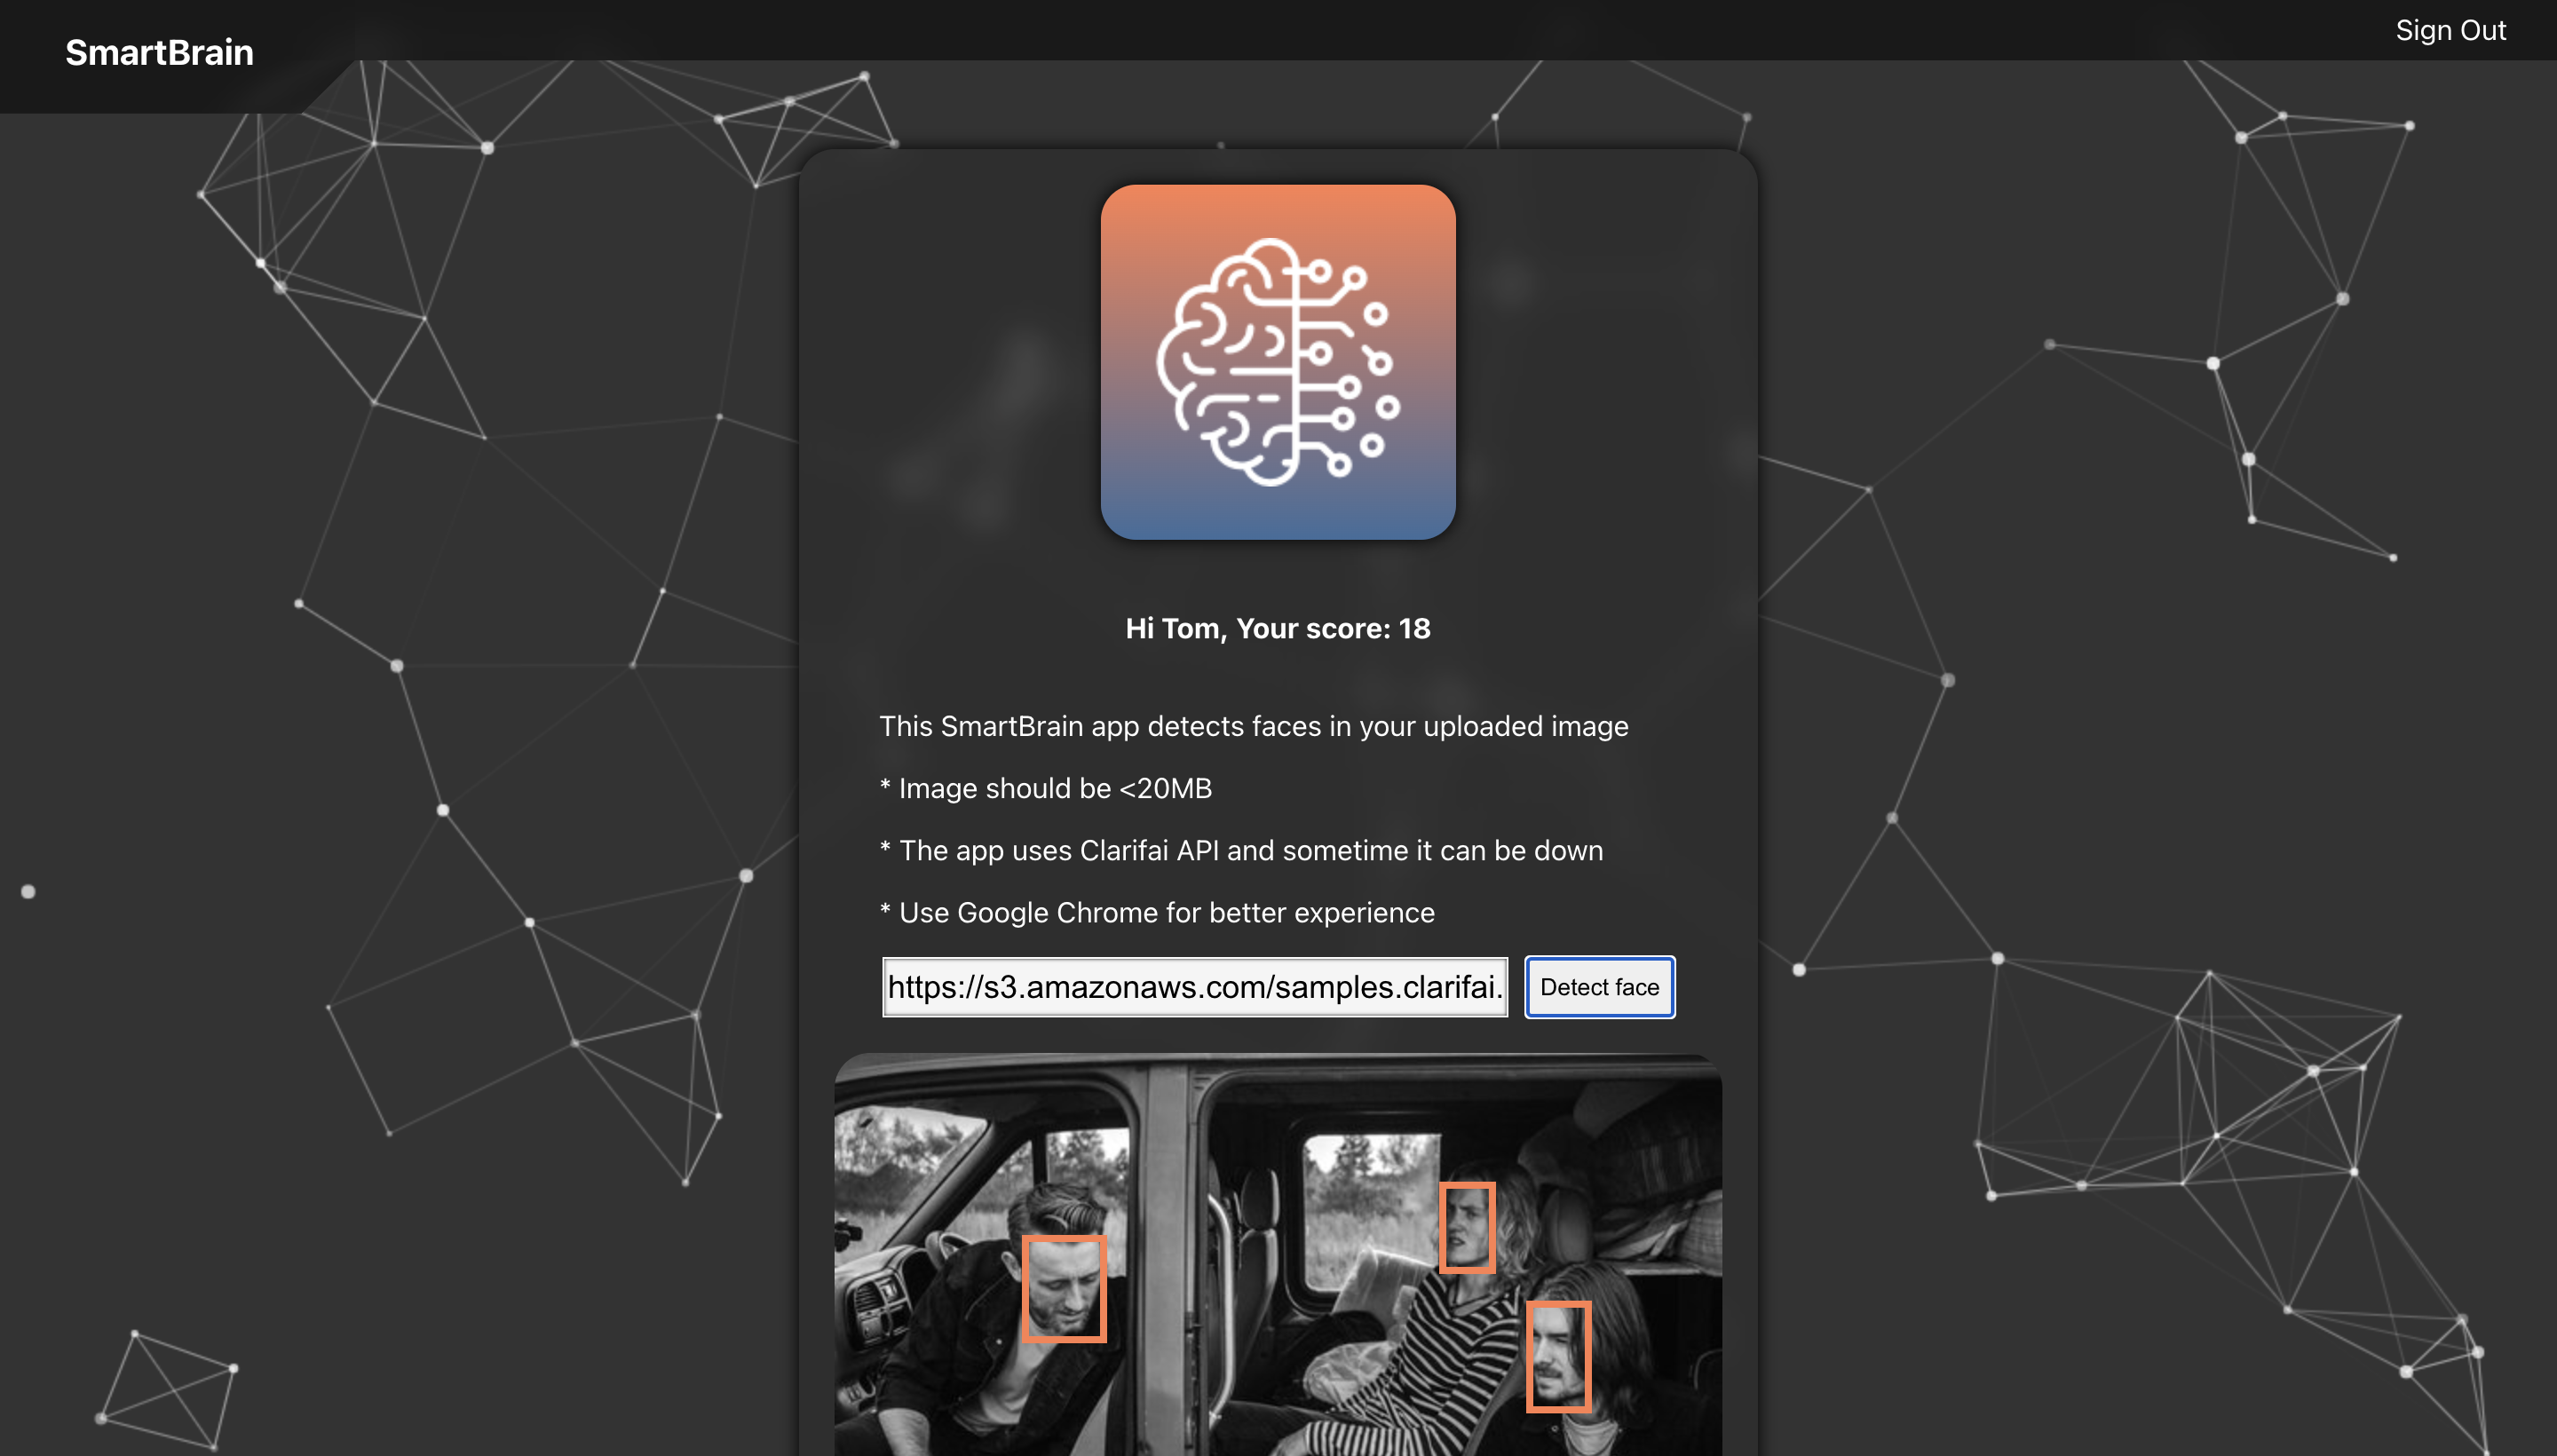 SmartBrain
Sign Out
Hi Tom, Your score: 18
This SmartBrain app detects faces in your uploaded image
* Image should be <20MB
* The app uses Clarifai API and sometime it can be down
* Use Google Chrome for better experience
https://s3.amazonaws.com/samples.clarifai.
Detect face